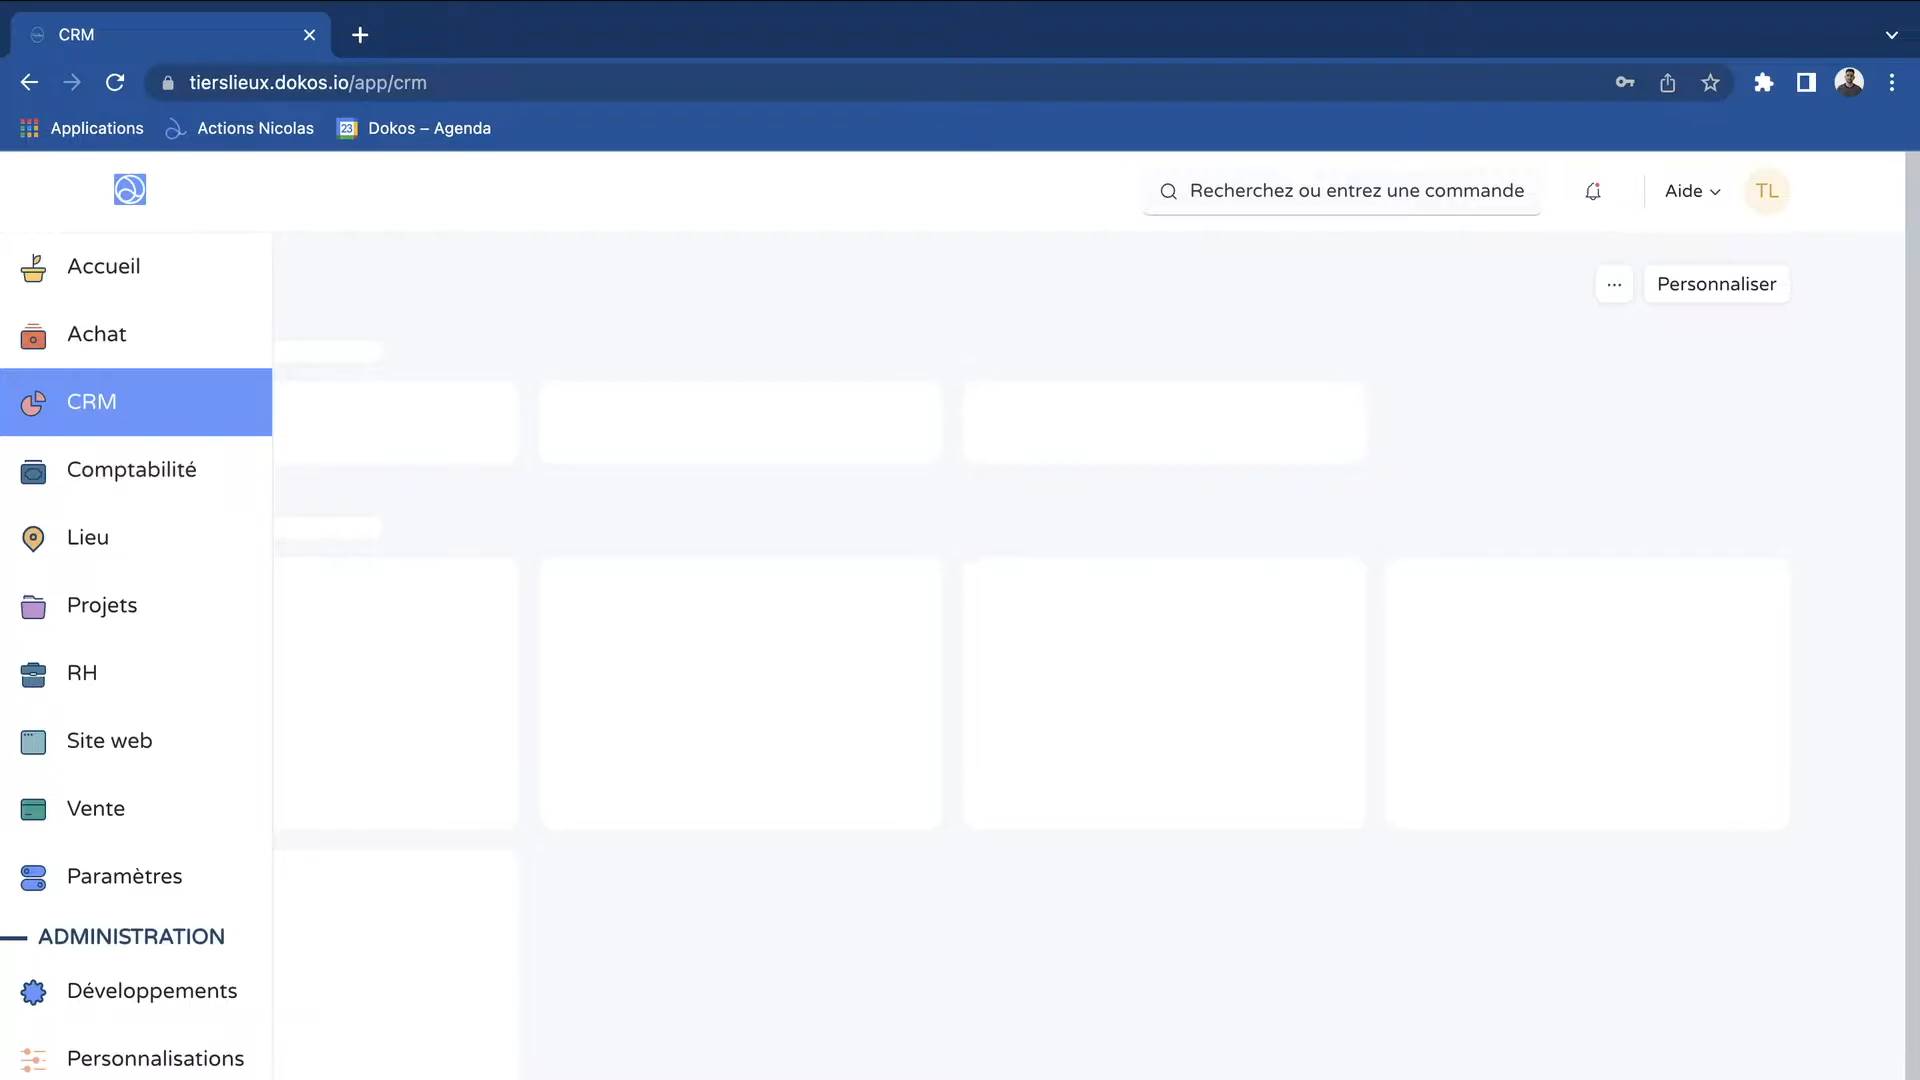 CRM
tierslieux.dokos.io/app/crm
Applications
Actions Nicolas
23
Dokos – Agenda
Recherchez ou entrez une commande
Aide
TL
Accueil
Achat
CRM
Comptabilité
Lieu
Projets
RH
Site web
Vente
Paramètres
ADMINISTRATION
Développements
Personnalisations
... Personnaliser